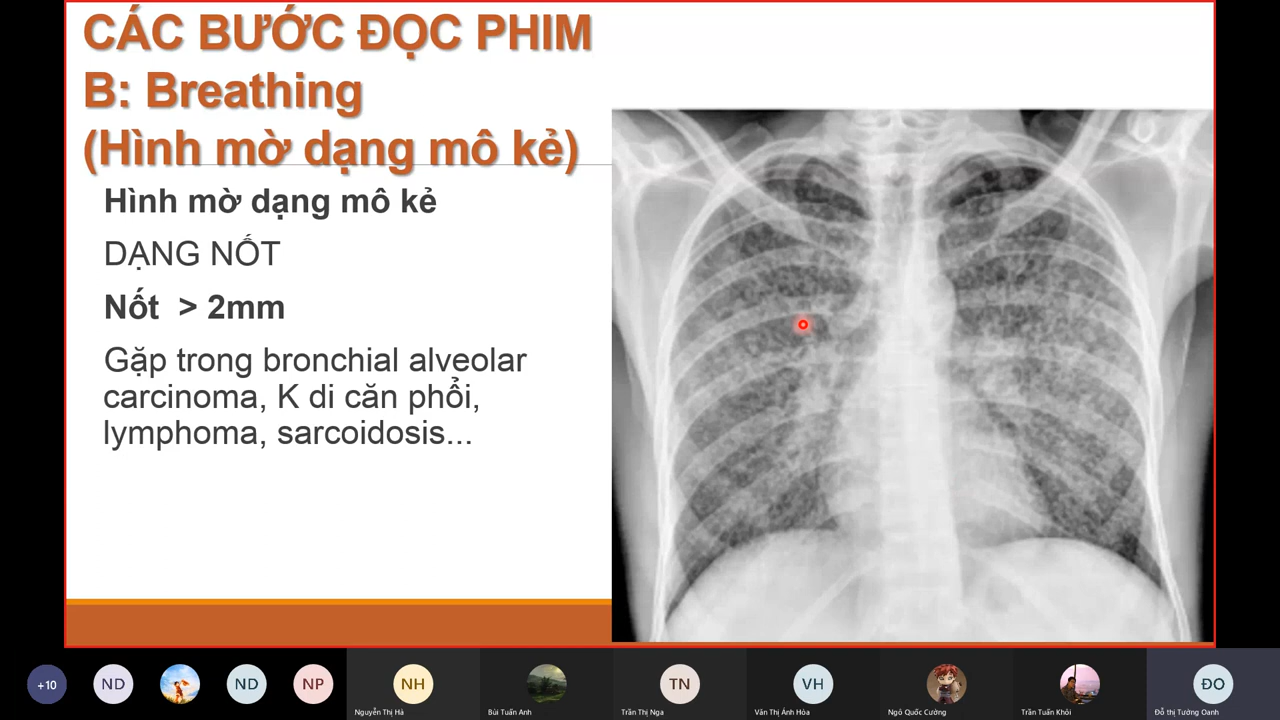 CÁC BƯỚC ĐỌC PHIM
B: Breathing
(Hình mờ dạng mô kẻ)
Hình mờ dạng mô kẻ
DẠNG NỐT
Nốt > 2mm
Gặp trong bronchial alveolar
carcinoma, K di căn phổi,
lymphoma, sarcoidosis...
+10
ND
ND
NP
NH
TN
VH
ĐO
Nguyễn Thị Hà
Bùi Tuấn Anh
Trần Thị Nga
Văn Thị Ánh Hỏa
Ngô Quốc Cường
Trần Tuấn Khôi
Đỗ thị Tường Oanh